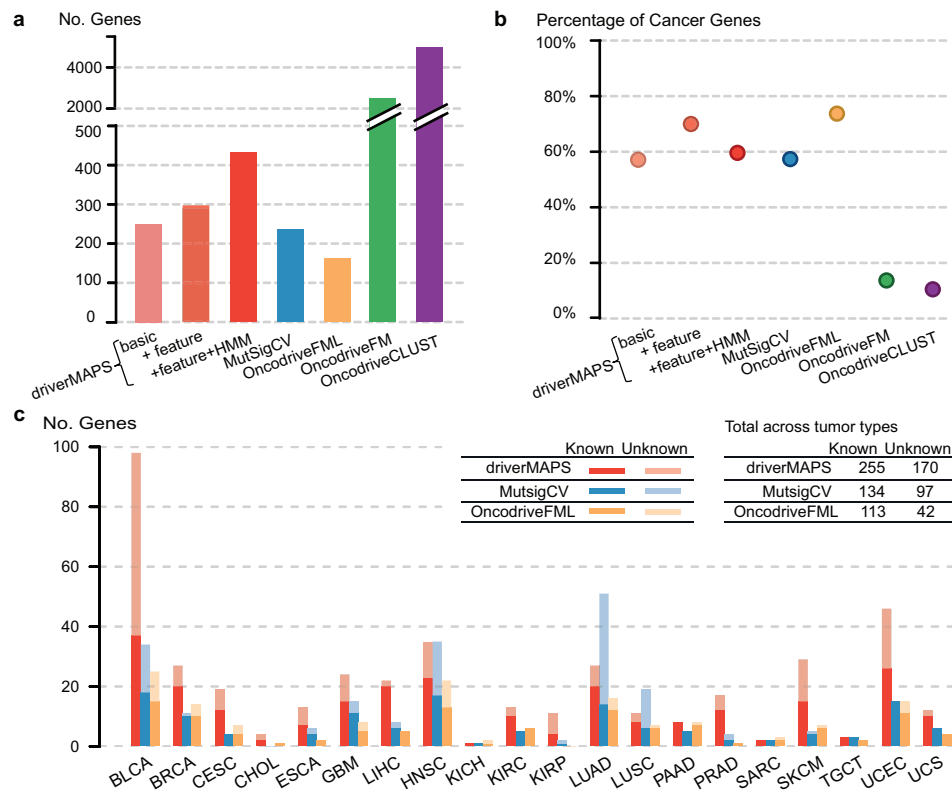 a No. Genes
4000
2000
500
400
300
200
100
0
driverMAPS
basic
+ feature
+feature+HMM
MutSigCV
OncodriveFML
OncodriveFM
OncodriveCLUST
b Percentage of Cancer Genes
100%
80%
60%
40%
20%
0%
driverMAPS
basic
+ feature
+feature+HMM
MutSigCV
OncodriveFML
OncodriveFM
OncodriveCLUST
c No. Genes
100
80
60
40
20
0
Known Unknown
driverMAPS
MutsigCV
OncodriveFML
Total across tumor types
Known Unknown
driverMAPS 255 170
MutsigCV 134 97
OncodriveFML 113 42
BLCA BRCA CESC CHOL ESCA GBM LIHC HNSC KICH KIRC KIRP LUAD LUSC PAAD PRAD SARC SKCM TGCT UCEC UCS